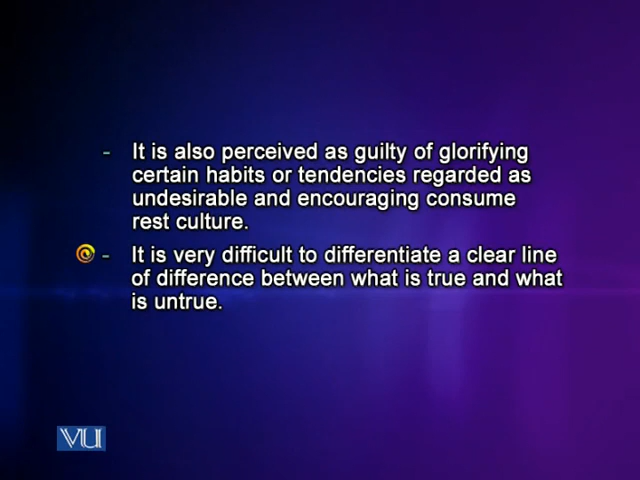 - It is also perceived as guilty of glorifying
certain habits or tendencies regarded as
undesirable and encouraging consume
rest culture.
- It is very difficult to differentiate a clear line
of difference between what is true and what
is untrue.
VU